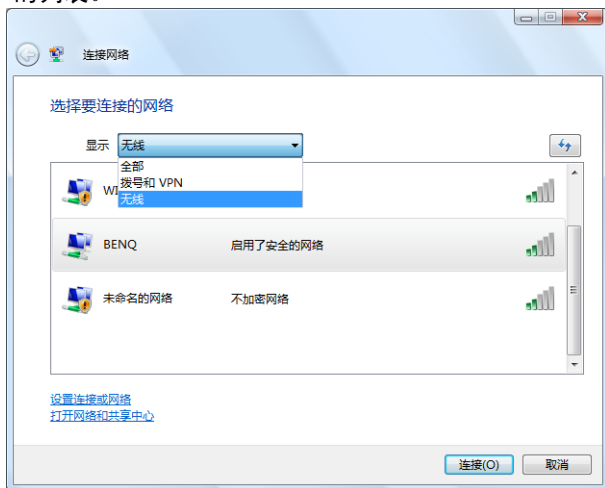 连接网络
选择要连接的网络
显示 无线
全部
拨号和 VPN
无线
BENQ 启用了安全的网络
未命名的网络 不加密网络
设置连接或网络
打开网络和共享中心
连接(O) 取消